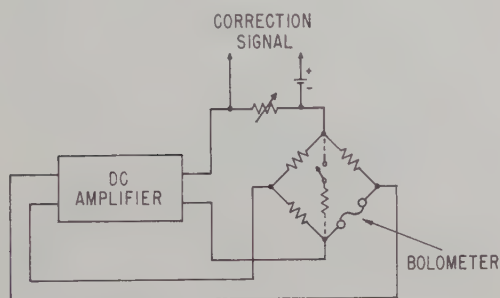 CORRECTION
SIGNAL
+
-
DC
AMPLIFIER
BOLOMETER